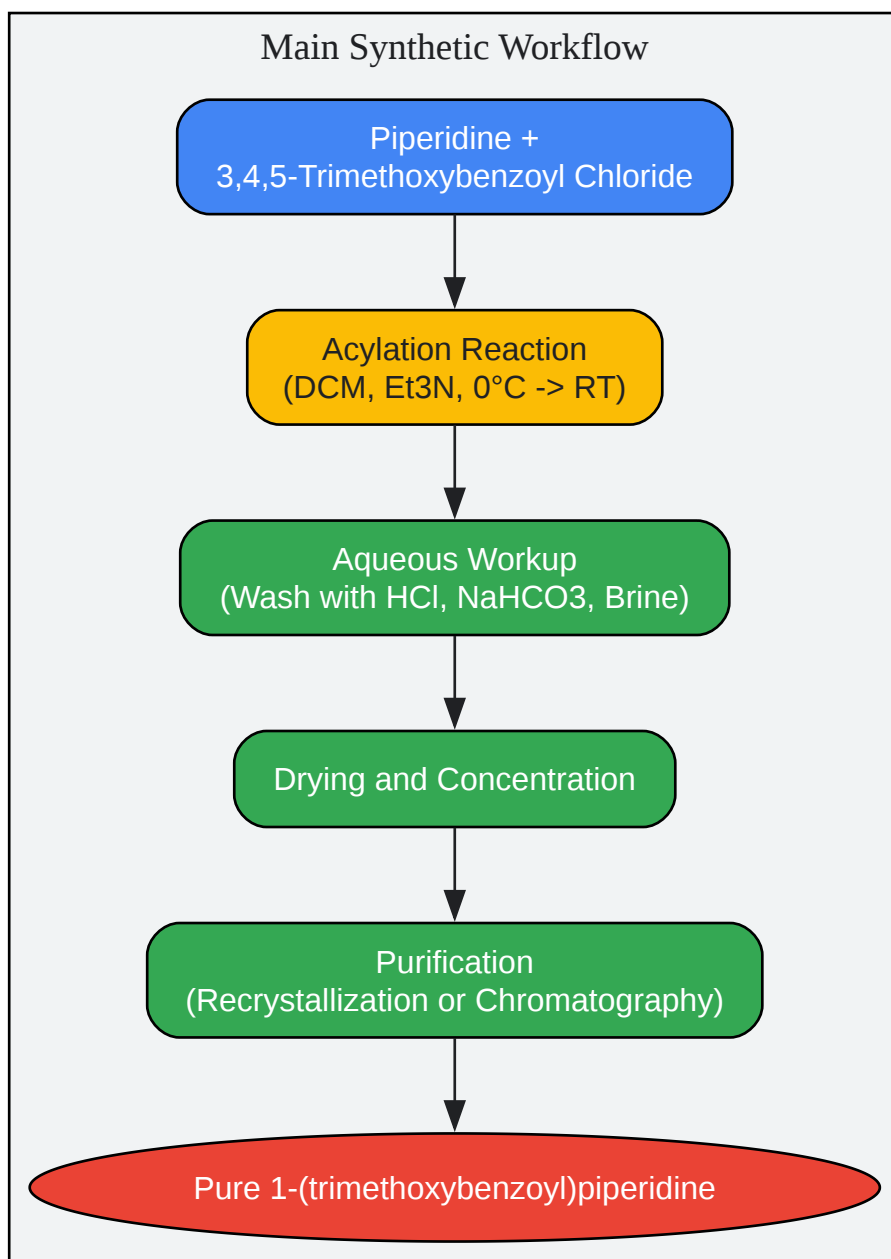 Main Synthetic Workflow
Piperidine +
3,4,5-Trimethoxybenzoyl Chloride
Acylation Reaction
(DCM, Et3N, 0°C -> RT)
Aqueous Workup
(Wash with HCl, NaHCO3, Brine)
Drying and Concentration
Purification
(Recrystallization or Chromatography)
Pure 1-(trimethoxybenzoyl)piperidine